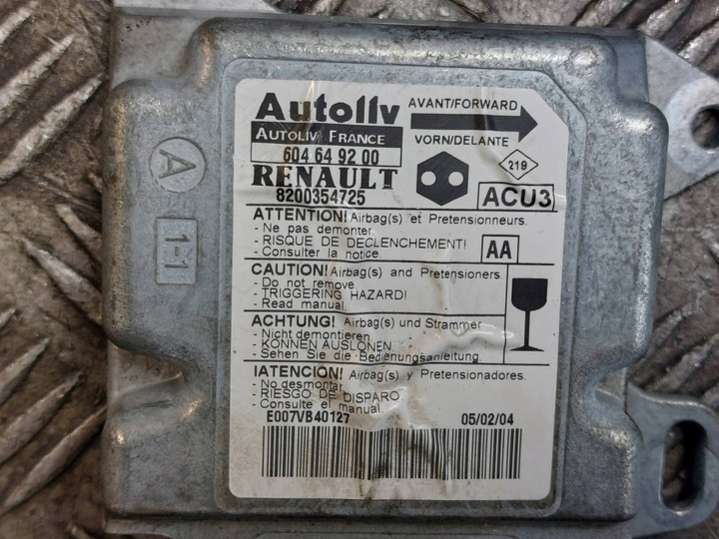 Autoliv AVANT/FORWARD
AUTOLIV FRANCE
604 64 92 00 VORN/DELANTE
RENAULT 219
8200354725 ACU3
ATTENTION! Airbag(s) et Pretensionneurs.
- Ne pas demonter.
- RISQUE DE DECLENCHEMENT! AA
- Consulter la notice.
CAUTION! Airbag(s) and Pretensioners.
- Do not remove
- TRIGGERING HAZARD!
- Read manual
ACHTUNG! Airbag(s) und Strammer
- Nicht demontieren
- KONNEN AUSLONEN
- Sehen Sie die Bedienungsanleitung.
!ATENCION! Airbag(s) y Pretensionadores.
- No desmontar
- RIESGO DE DISPARO
- Consulte el manual
E007VB40127 05/02/04
A
1-1